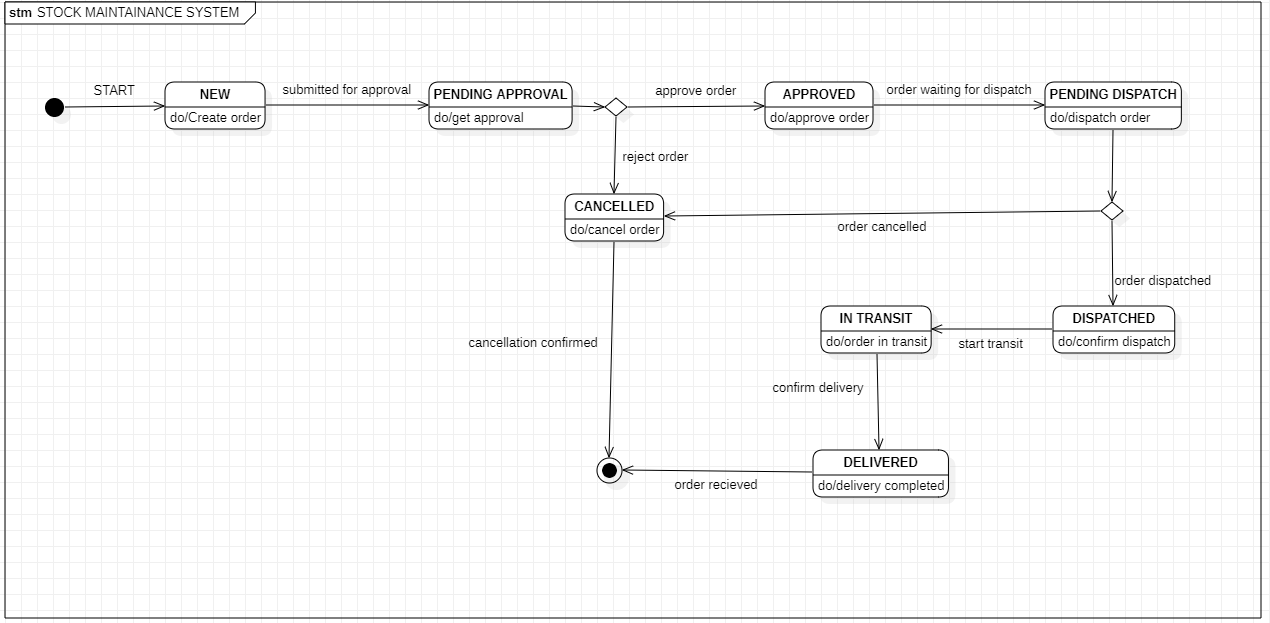 stm STOCK MAINTAINANCE SYSTEM
START
NEW
do/Create order
submitted for approval
PENDING APPROVAL
do/get approval
approve order
APPROVED
do/approve order
order waiting for dispatch
PENDING DISPATCH
do/dispatch order
reject order
CANCELLED
do/cancel order
order cancelled
order dispatched
IN TRANSIT
do/order in transit
start transit
DISPATCHED
do/confirm dispatch
cancellation confirmed
confirm delivery
DELIVERED
do/delivery completed
order recieved